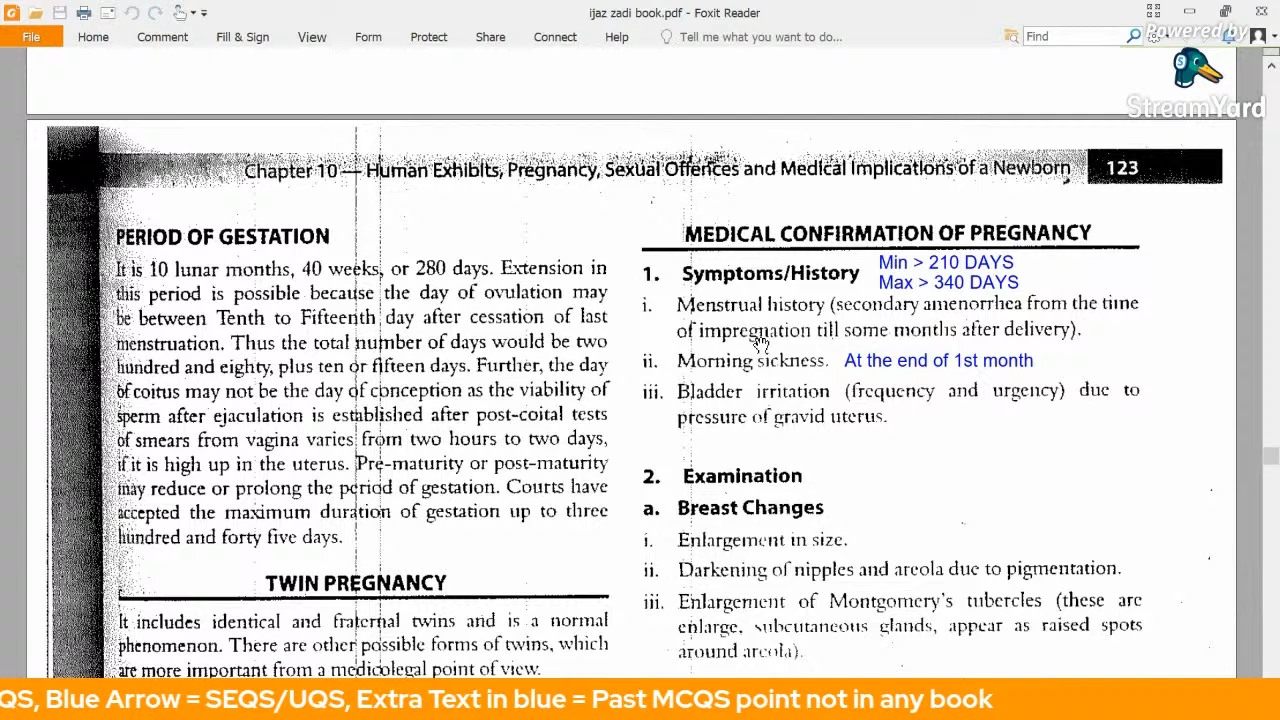 ijaz zadi book.pdf - Foxit Reader
File Home Comment Fill & Sign View Form Protect Share Connect Help Tell me what you want to do... Find
Powered by
StreamYard
Chapter 10 — Human Exhibits, Pregnancy, Sexual Offences and Medical Implications of a Newborn 123
PERIOD OF GESTATION
It is 10 lunar months, 40 weeks, or 280 days. Extension in
this period is possible because the day of ovulation may
be between Tenth to Fifteenth day after cessation of last
menstruation. Thus the total number of days would be two
hundred and eighty, plus ten or fifteen days. Further, the day
of coitus may not be the day of conception as the viability of
sperm after ejaculation is established after post-coital tests
of smears from vagina varies from two hours to two days,
if it is high up in the uterus. Pre-maturity or post-maturity
may reduce or prolong the period of gestation. Courts have
accepted the maximum duration of gestation up to three
hundred and forty five days.
TWIN PREGNANCY
It includes identical and fraternal twins and is a normal
phenomenon. There are other possible forms of twins, which
are more important from a medicolegal point of view.
MEDICAL CONFIRMATION OF PREGNANCY
1. Symptoms/History
Min > 210 DAYS
Max > 340 DAYS
i. Menstrual history (secondary amenorrhea from the time
of impregnation till some months after delivery).
ii. Morning sickness. At the end of 1st month
iii. Bladder irritation (frequency and urgency) due to
pressure of gravid uterus.
2. Examination
a. Breast Changes
i. Enlargement in size.
ii. Darkening of nipples and areola due to pigmentation.
iii. Enlargement of Montgomery's tubercles (these are
enlarge, subcutaneous glands, appear as raised spots
around areola).
QS, Blue Arrow = SEQS/UQS, Extra Text in blue = Past MCQS point not in any book